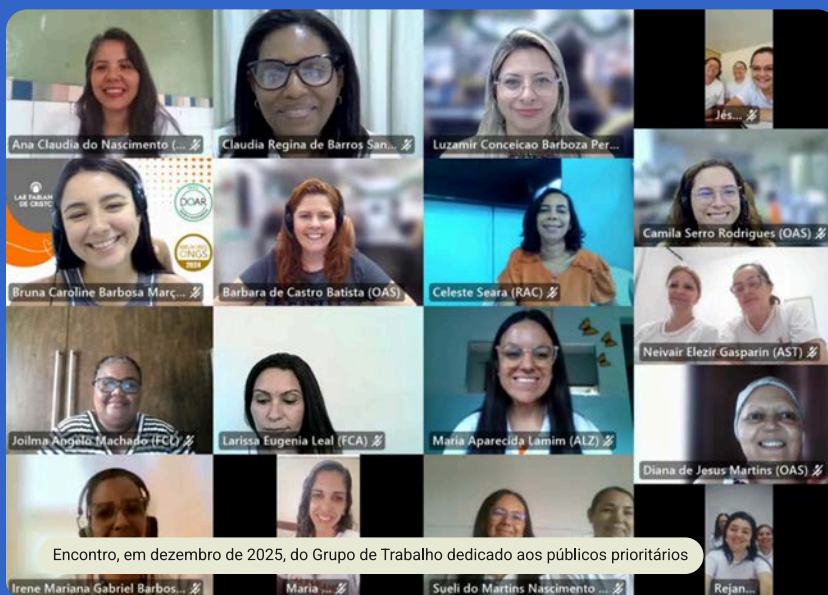 Ana Claudia do Nascimento (...
Claudia Regina de Barros San...
Luzamir Conceicao Barboza Per...
Jés...
LAR FABIANO
DE CRISTO
DOAR
MELHORES
ONGS
2024
Bruna Caroline Barbosa Març...
Barbara de Castro Batista (OAS)
Celeste Seara (RAC)
Camila Serro Rodrigues (OAS)
Neivair Elezir Gasparin (AST)
Joilma Angelo Machado (FCC)
Larissa Eugenia Leal (FCA)
Maria Aparecida Lamim (ALZ)
Diana de Jesus Martins (OAS)
Encontro, em dezembro de 2025, do Grupo de Trabalho dedicado aos públicos prioritários
Irene Mariana Gabriel Barbos...
Maria ...
Sueli do Martins Nascimento ...
Rejan...